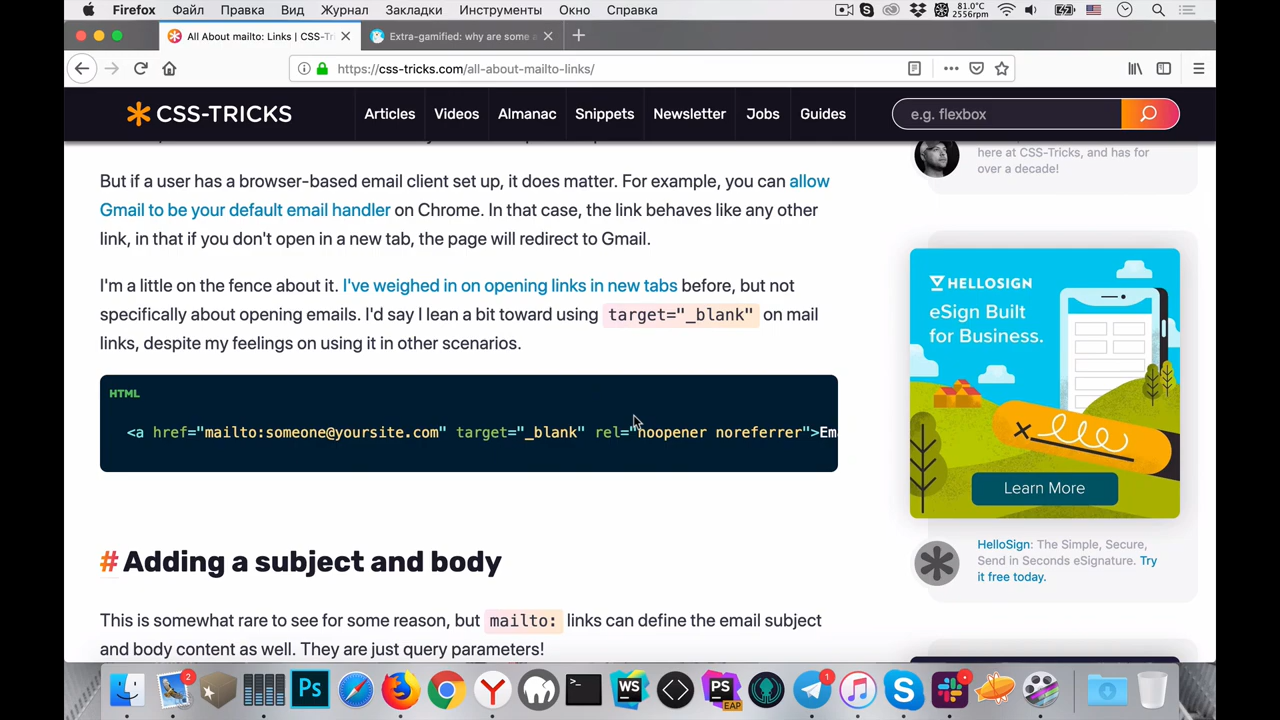 Firefox Файл Правка Вид Журнал Закладки Инструменты Окно Справка
81.0°C
2556rpm
All About mailto: Links | CSS-Tr
Extra-gamified: why are some a
https://css-tricks.com/all-about-mailto-links/
CSS-TRICKS Articles Videos Almanac Snippets Newsletter Jobs Guides e.g. flexbox
But if a user has a browser-based email client set up, it does matter. For example, you can allow
Gmail to be your default email handler on Chrome. In that case, the link behaves like any other
link, in that if you don't open in a new tab, the page will redirect to Gmail.
I'm a little on the fence about it. I've weighed in on opening links in new tabs before, but not
specifically about opening emails. I'd say I lean a bit toward using target="_blank" on mail
links, despite my feelings on using it in other scenarios.
HTML
<a href="mailto:someone@yoursite.com" target="_blank" rel="noopener noreferrer">Em
# Adding a subject and body
This is somewhat rare to see for some reason, but mailto: links can define the email subject
and body content as well. They are just query parameters!
here at CSS-Tricks, and has for
over a decade!
HELLOSIGN
eSign Built
for Business.
Learn More
HelloSign: The Simple, Secure,
Send in Seconds eSignature. Try
it free today.
2
Ps
WS
PS
EAP
1